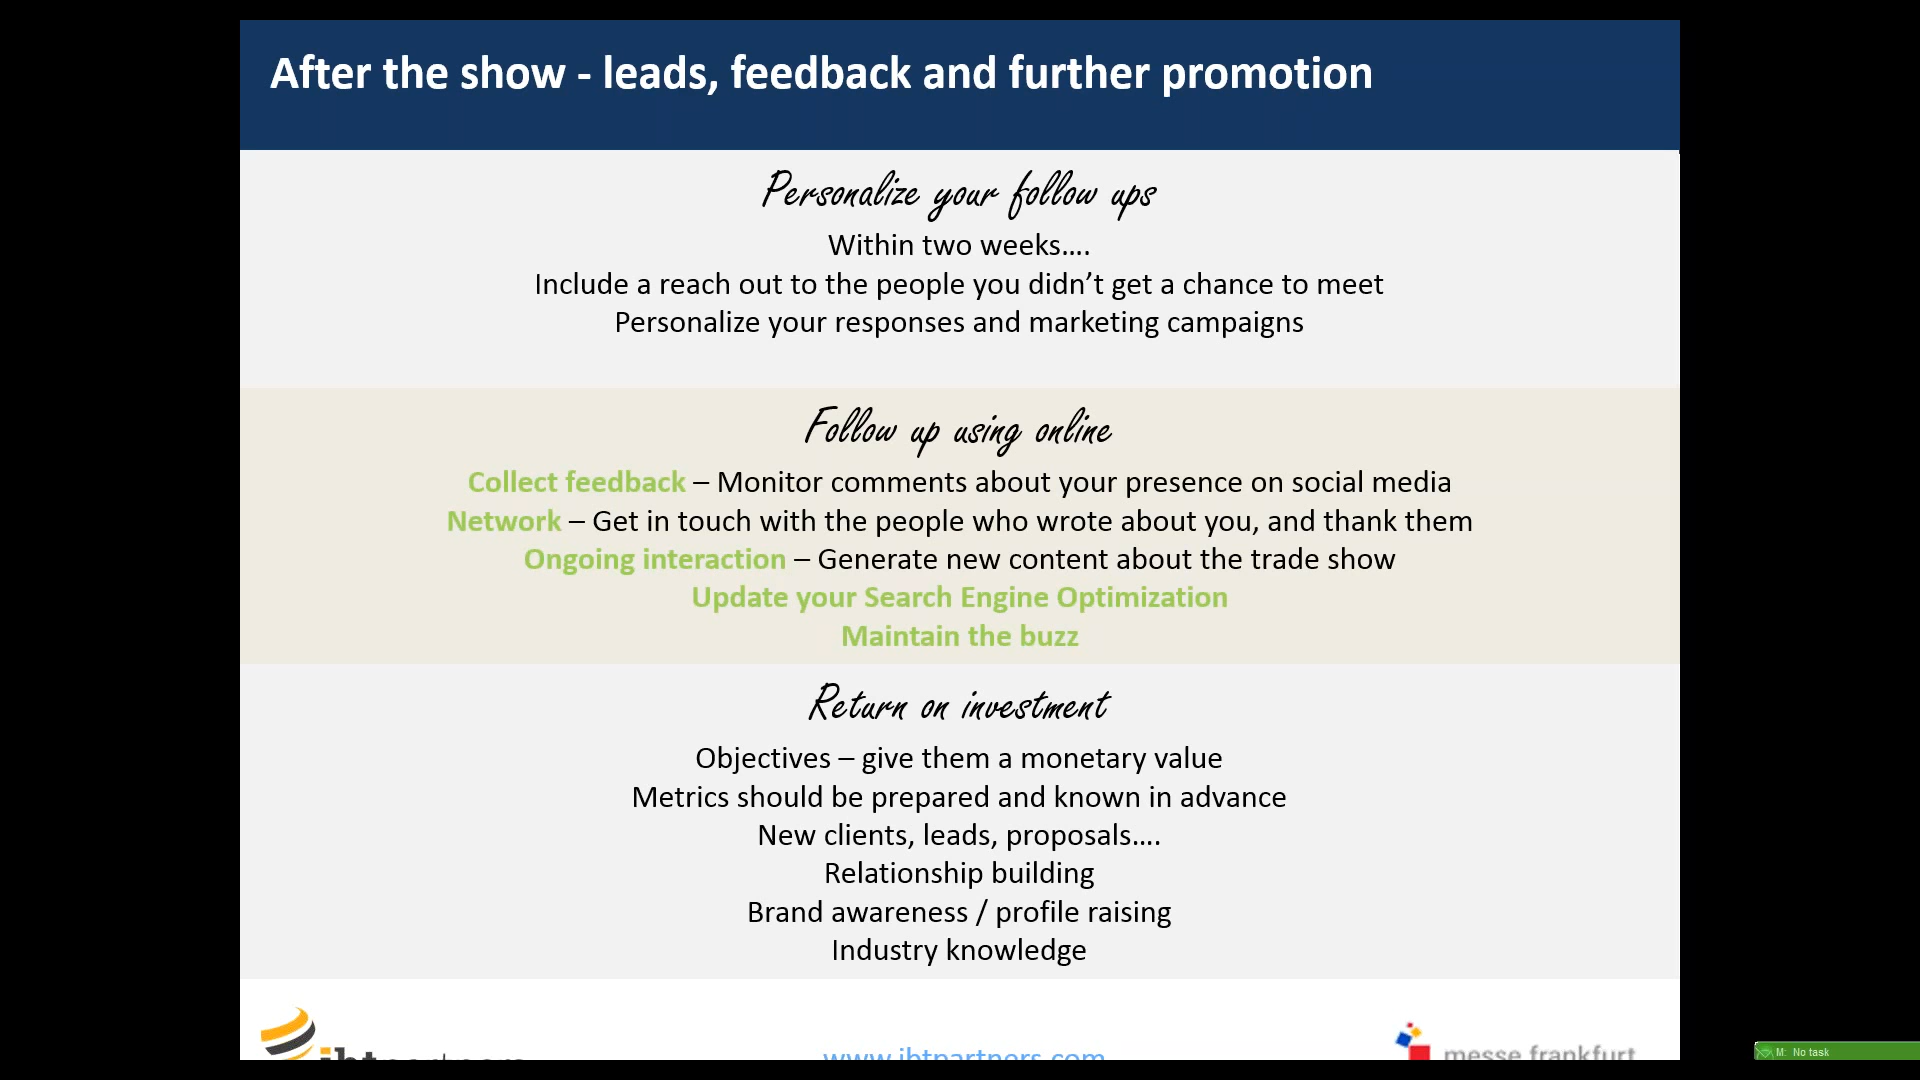 After the show - leads, feedback and further promotion
Personalize your follow ups
Within two weeks....
Include a reach out to the people you didn't get a chance to meet
Personalize your responses and marketing campaigns
Follow up using online
Collect feedback – Monitor comments about your presence on social media
Network – Get in touch with the people who wrote about you, and thank them
Ongoing interaction – Generate new content about the trade show
Update your Search Engine Optimization
Maintain the buzz
Return on investment
Objectives – give them a monetary value
Metrics should be prepared and known in advance
New clients, leads, proposals....
Relationship building
Brand awareness / profile raising
Industry knowledge
www.ibtpartners.com
messe frankfurt
M: No task